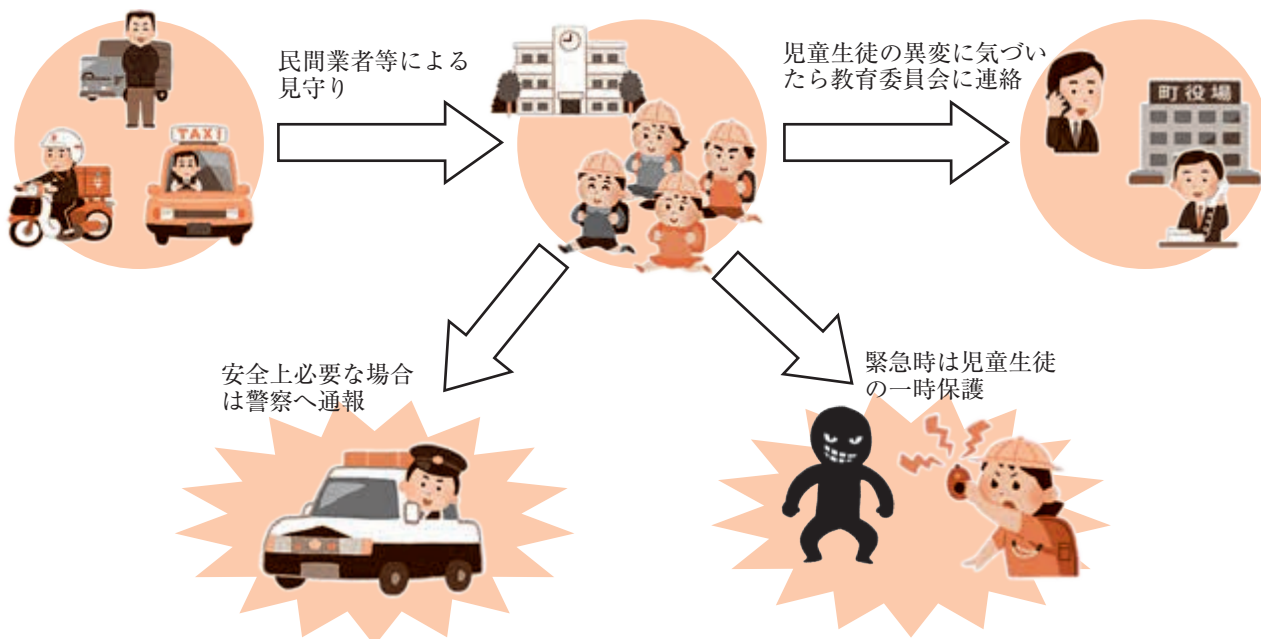 民間業者等による
見守り
児童生徒の異変に気づい
たら教育委員会に連絡
TAXI
町役場
安全上必要な場合
は警察へ通報
緊急時は児童生徒
の一時保護